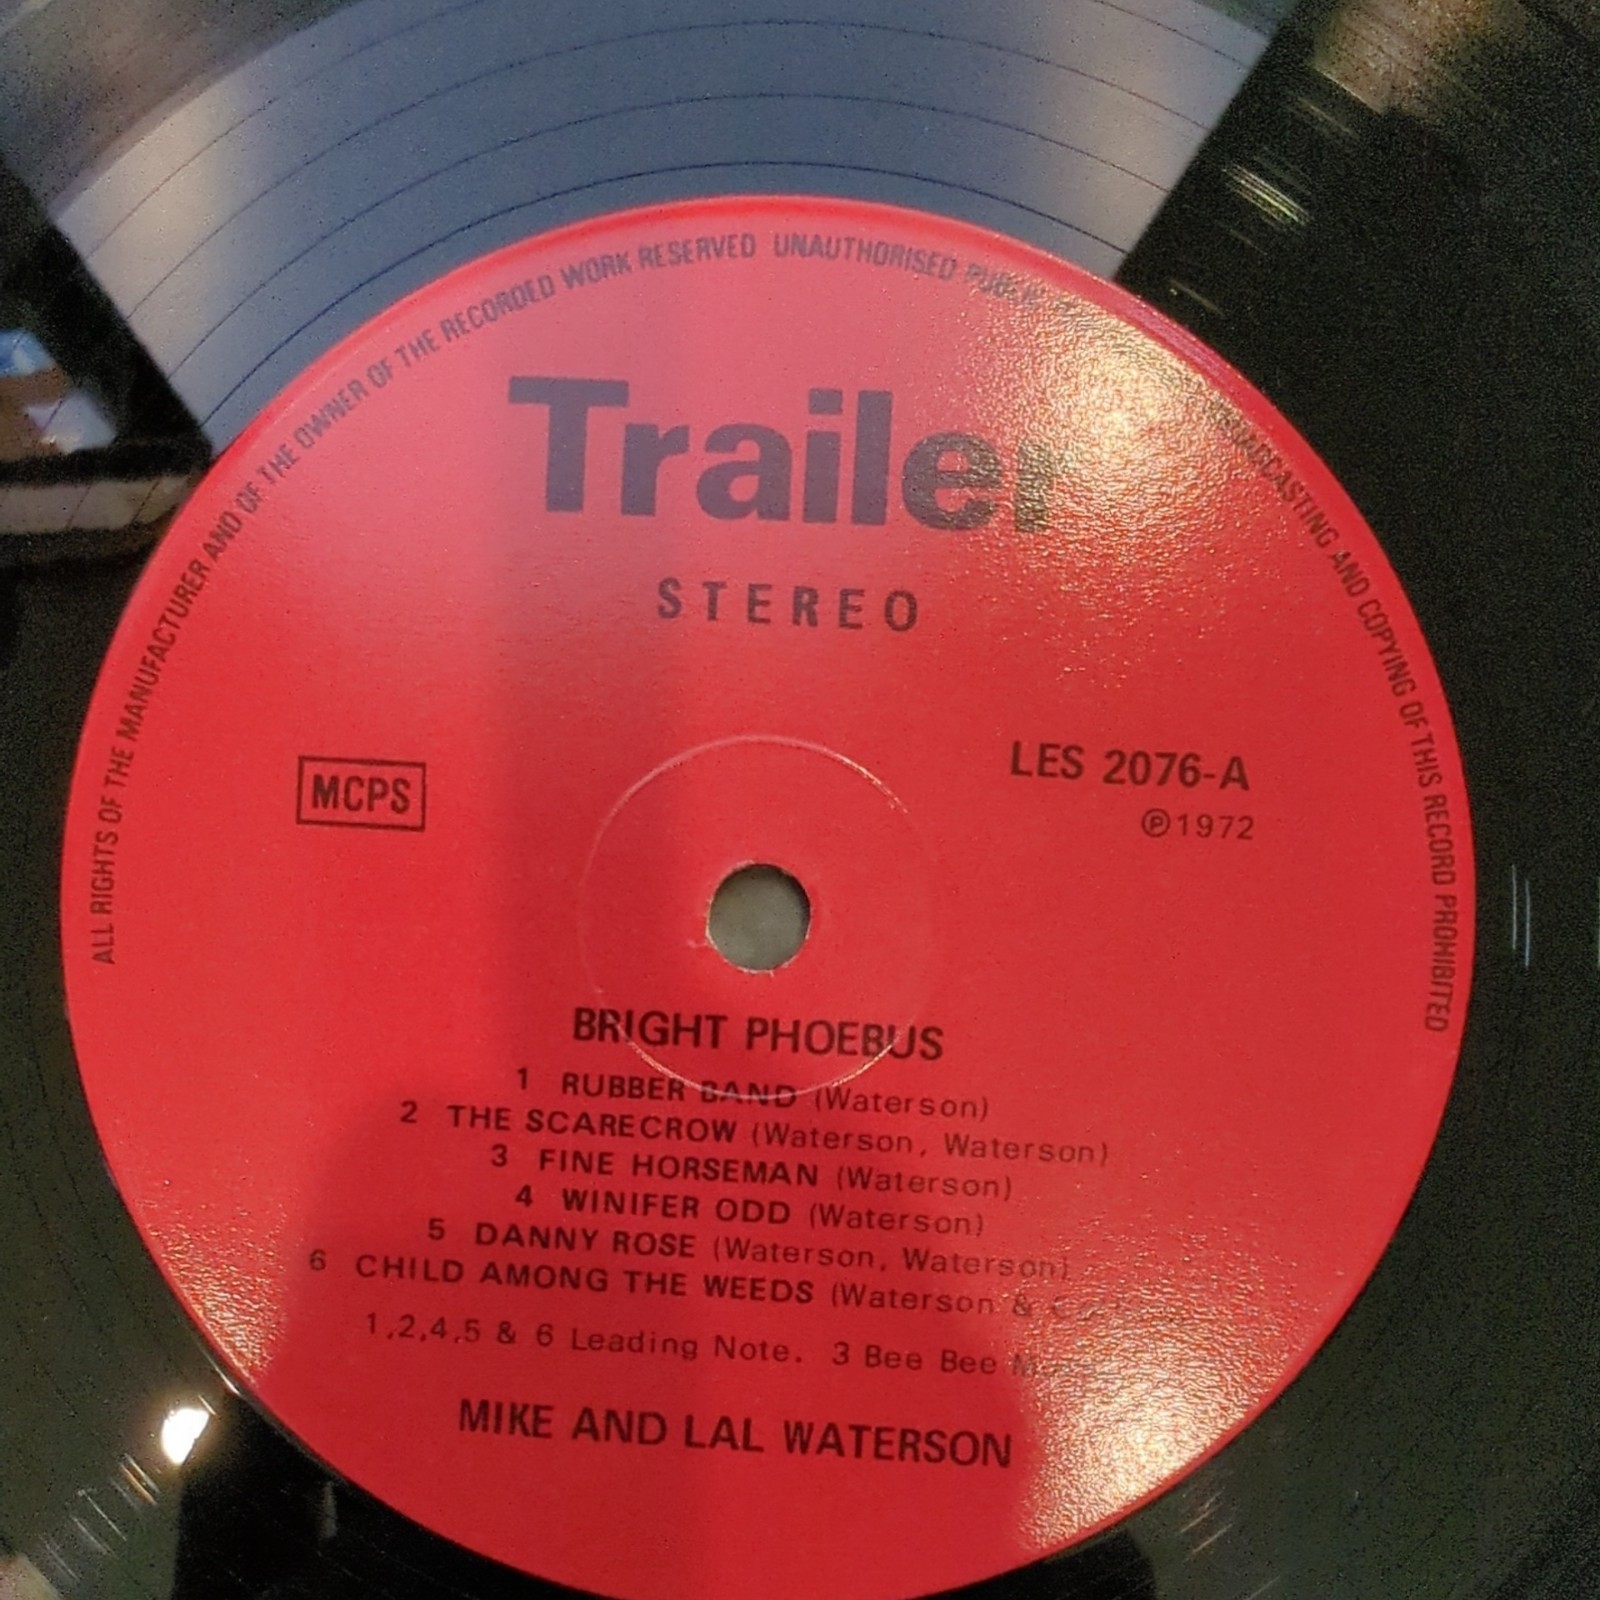 ALL RIGHTS OF THE MANUFACTURER AND OF THE OWNER OF THE RECORDED WORK RESERVED UNAUTHORISED PUBLIC BROADCASTING AND COPYING OF THIS RECORD PROHIBITED
Trailer
STEREO
MCPS
LES 2076-A
℗1972
BRIGHT PHOEBUS
1 RUBBER BAND (Waterson)
2 THE SCARECROW (Waterson, Waterson)
3 FINE HORSEMAN (Waterson)
4 WINIFER ODD (Waterson)
5 DANNY ROSE (Waterson, Waterson)
6 CHILD AMONG THE WEEDS (Waterson &
1,2,4,5 & 6 Leading Note. 3 Bee Bee
MIKE AND LAL WATERSON